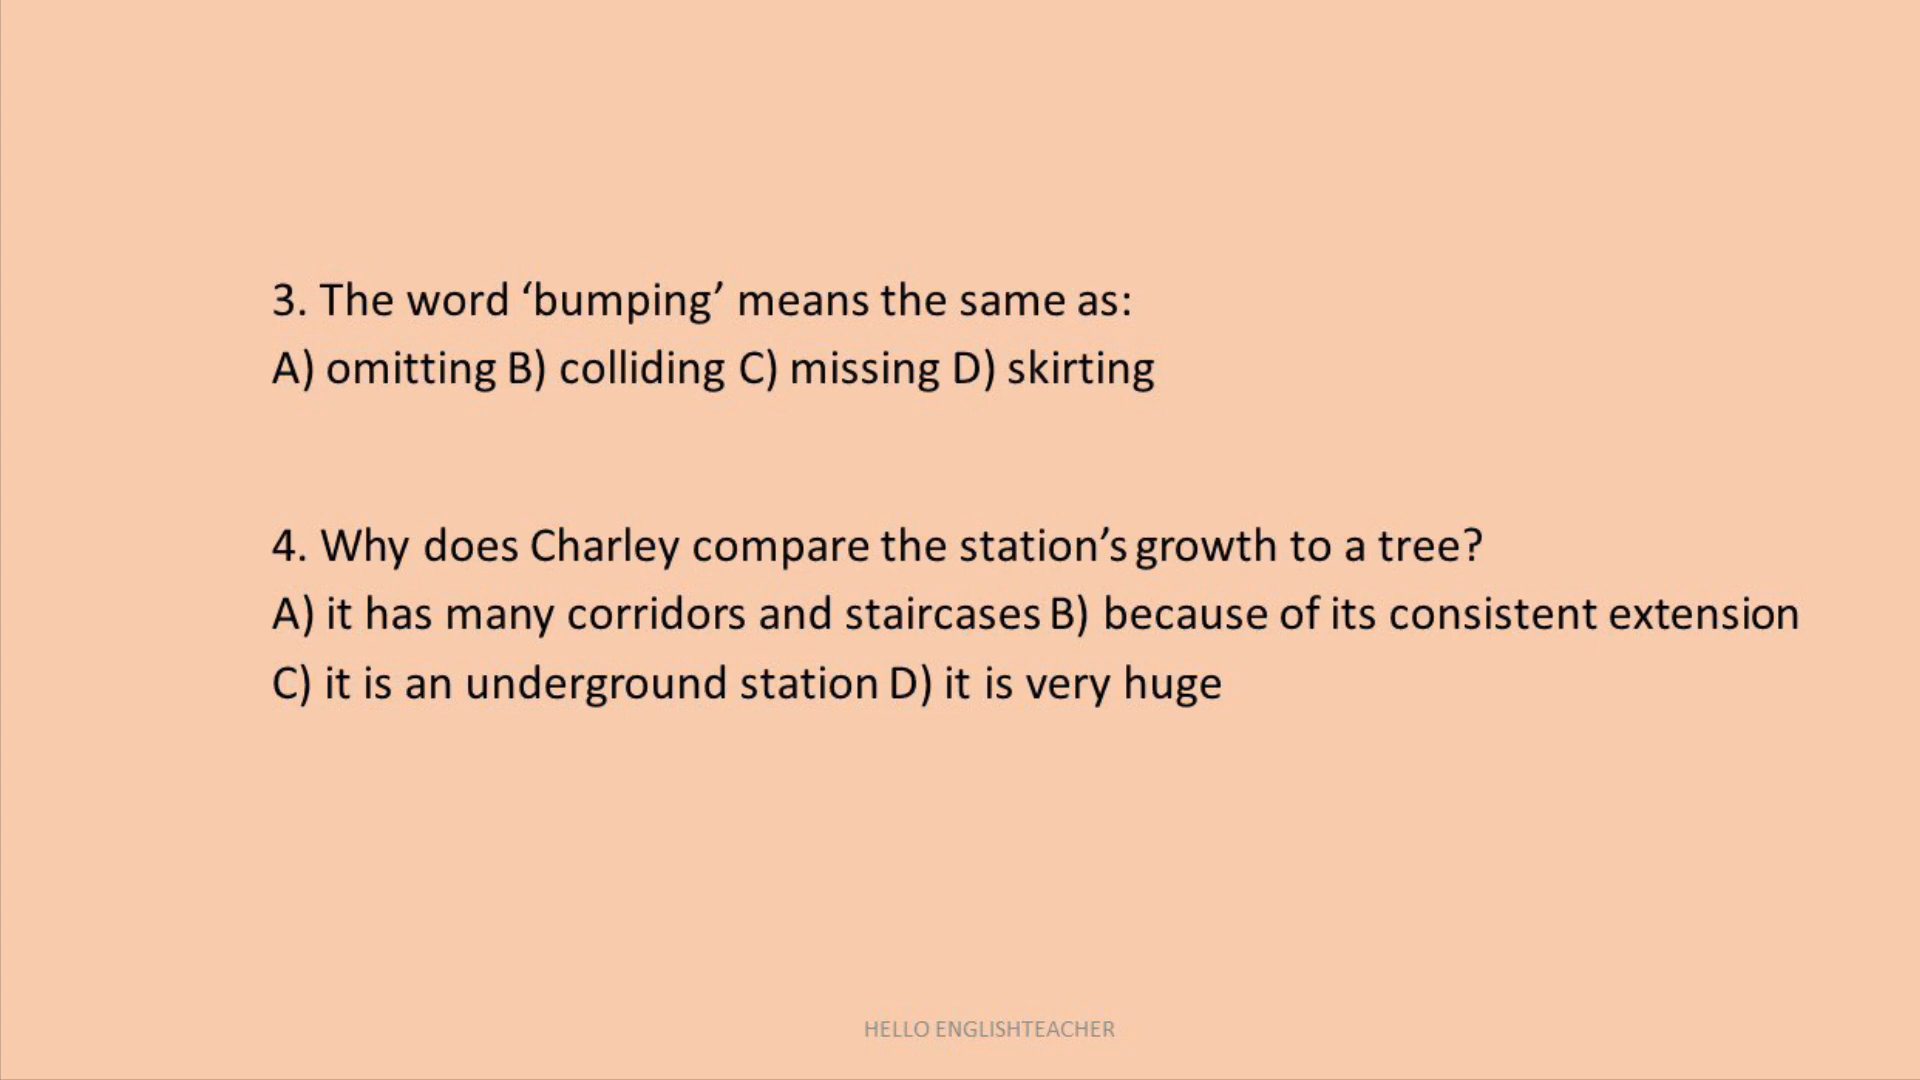 3. The word ‘bumping’ means the same as:
A) omitting B) colliding C) missing D) skirting
4. Why does Charley compare the station’s growth to a tree?
A) it has many corridors and staircases B) because of its consistent extension
C) it is an underground station D) it is very huge
HELLO ENGLISHTEACHER